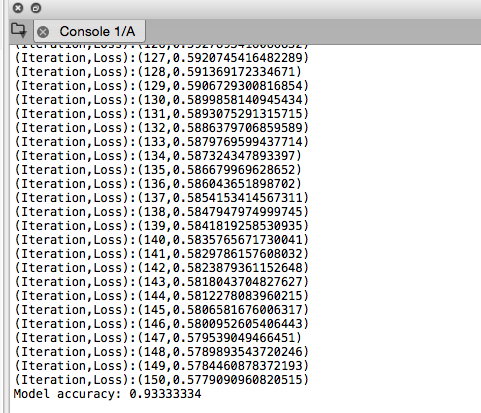 Console 1/A
(Iteration,Loss):(127,0.5920745416482289)
(Iteration,Loss):(128,0.591369172334671)
(Iteration,Loss):(129,0.5906729300816854)
(Iteration,Loss):(130,0.5899858140945434)
(Iteration,Loss):(131,0.5893075291315715)
(Iteration,Loss):(132,0.5886379706859589)
(Iteration,Loss):(133,0.5879769599437714)
(Iteration,Loss):(134,0.587324347893397)
(Iteration,Loss):(135,0.586679969628652)
(Iteration,Loss):(136,0.586043651898702)
(Iteration,Loss):(137,0.5854153414567311)
(Iteration,Loss):(138,0.5847947974999745)
(Iteration,Loss):(139,0.5841819258530935)
(Iteration,Loss):(140,0.5835765671730041)
(Iteration,Loss):(141,0.5829786157608032)
(Iteration,Loss):(142,0.5823879361152648)
(Iteration,Loss):(143,0.5818043704827627)
(Iteration,Loss):(144,0.5812278083960215)
(Iteration,Loss):(145,0.5806581676006317)
(Iteration,Loss):(146,0.5800952605406443)
(Iteration,Loss):(147,0.579539049466451)
(Iteration,Loss):(148,0.5789893543720246)
(Iteration,Loss):(149,0.5784460878372193)
(Iteration,Loss):(150,0.5779090960820515)
Model accuracy: 0.93333334